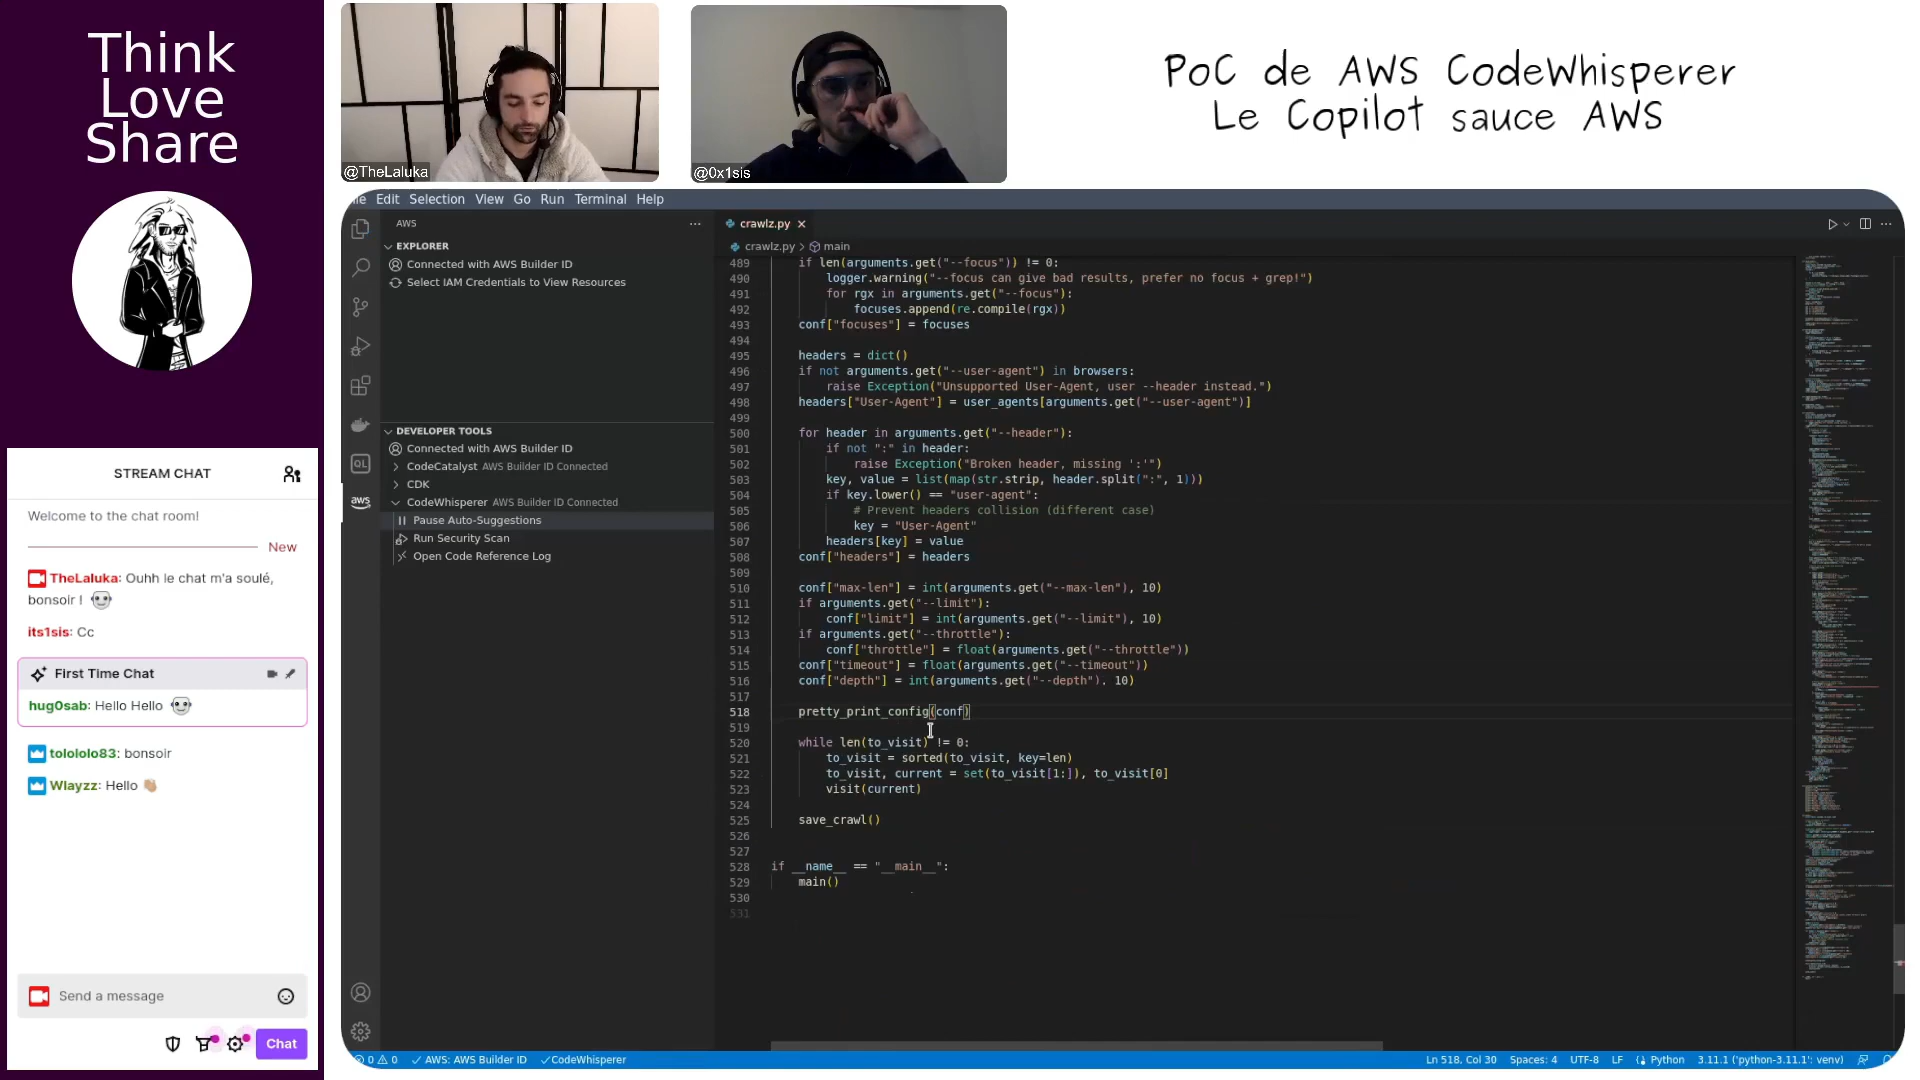 Think
Love
Share
@TheLaluka
@0x1sis
PoC de AWS CodeWhisperer
Le Copilot sauce AWS
STREAM CHAT
Welcome to the chat room!
New
TheLaluka: Ouhh le chat m'a soulé,
bonsoir !
its1sis: Cc
First Time Chat
hug0sab: Hello Hello
tolololo83: bonsoir
Wlayzz: Hello
Send a message
Chat
Edit Selection View Go Run Terminal Help
AWS
EXPLORER
Connected with AWS Builder ID
Select IAM Credentials to View Resources
DEVELOPER TOOLS
Connected with AWS Builder ID
CodeCatalyst AWS Builder ID Connected
CDK
CodeWhisperer AWS Builder ID Connected
Pause Auto-Suggestions
Run Security Scan
Open Code Reference Log
QL
aws
crawlz.py
crawlz.py > main
489 if len(arguments.get("--focus")) != 0:
490 logger.warning("--focus can give bad results, prefer no focus + grep!")
491 for rgx in arguments.get("--focus"):
492 focuses.append(re.compile(rgx))
493 conf["focuses"] = focuses
494
495 headers = dict()
496 if not arguments.get("--user-agent") in browsers:
497 raise Exception("Unsupported User-Agent, user --header instead.")
498 headers["User-Agent"] = user_agents[arguments.get("--user-agent")]
499
500 for header in arguments.get("--header"):
501 if not ":" in header:
502 raise Exception("Broken header, missing ':'")
503 key, value = list(map(str.strip, header.split(":", 1)))
504 if key.lower() == "user-agent":
505 # Prevent headers collision (different case)
506 key = "User-Agent"
507 headers[key] = value
508 conf["headers"] = headers
509
510 conf["max-len"] = int(arguments.get("--max-len"), 10)
511 if arguments.get("--limit"):
512 conf["limit"] = int(arguments.get("--limit"), 10)
513 if arguments.get("--throttle"):
514 conf["throttle"] = float(arguments.get("--throttle"))
515 conf["timeout"] = float(arguments.get("--timeout"))
516 conf["depth"] = int(arguments.get("--depth"), 10)
517
518 pretty_print_config(conf)
519
520 while len(to_visit) != 0:
521 to_visit = sorted(to_visit, key=len)
522 to_visit, current = set(to_visit[1:]), to_visit[0]
523 visit(current)
524
525 save_crawl()
526
527
528 if __name__ == "__main__":
529 main()
530
531
0 0 AWS: AWS Builder ID CodeWhisperer Ln 518, Col 30 Spaces: 4 UTF-8 LF Python 3.11.1 ('python-3.11.1': venv)